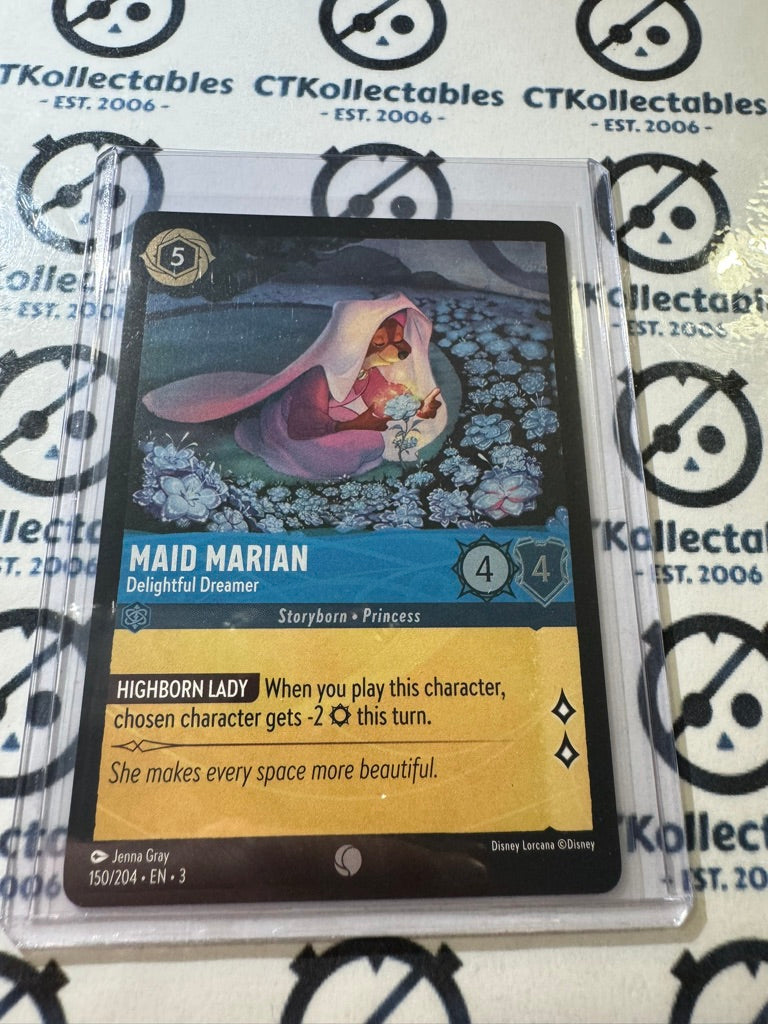 TKollectables
- EST. 2006 -
CTKollectables
- EST. 2006 -
CTKollectables
- EST. 2006 -
5
MAID MARIAN
Delightful Dreamer
4
4
Storyborn • Princess
HIGHBORN LADY When you play this character,
chosen character gets -2 this turn.
She makes every space more beautiful.
Jenna Gray
150/204 • EN • 3
Disney Lorcana ©Disney